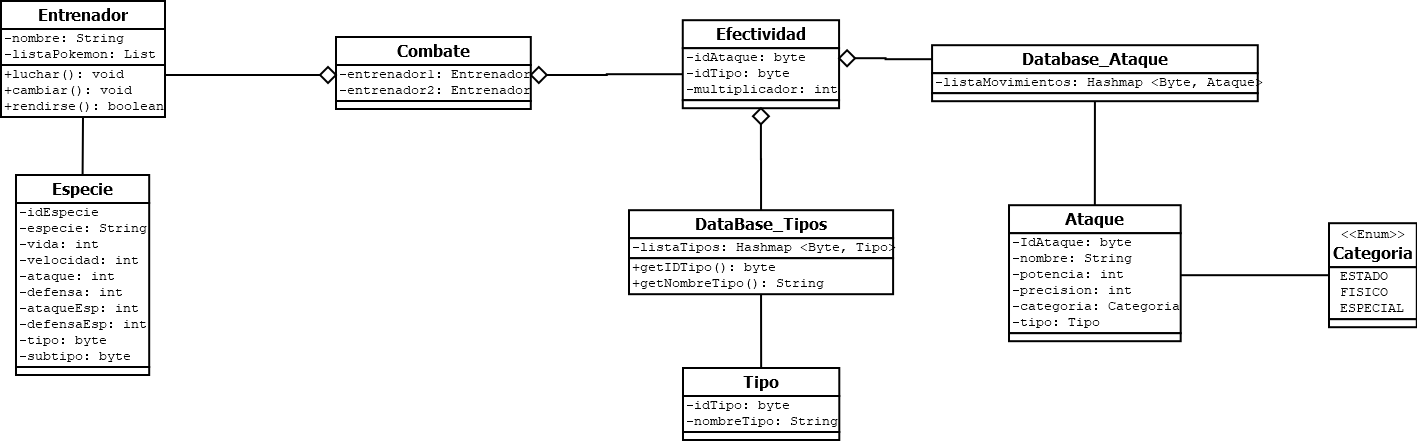 Entrenador
-nombre: String
-listaPokemon: List
+luchar(): void
+cambiar(): void
+rendirse(): boolean
Combate
-entrenador1: Entrenador
-entrenador2: Entrenador
Efectividad
-idAtaque: byte
-idTipo: byte
-multiplicador: int
Database_Ataque
-listaMovimientos: Hashmap <Byte, Ataque>
Especie
-idEspecie
-especie: String
-vida: int
-velocidad: int
-ataque: int
-defensa: int
-ataqueEsp: int
-defensaEsp: int
-tipo: byte
-subtipo: byte
DataBase_Tipos
-listaTipos: Hashmap <Byte, Tipo>
+getIDTipo(): byte
+getNombreTipo(): String
Ataque
-IdAtaque: byte
-nombre: String
-potencia: int
-precision: int
-categoria: Categoria
-tipo: Tipo
<<Enum>>
Categoria
ESTADO
FISICO
ESPECIAL
Tipo
-idTipo: byte
-nombreTipo: String